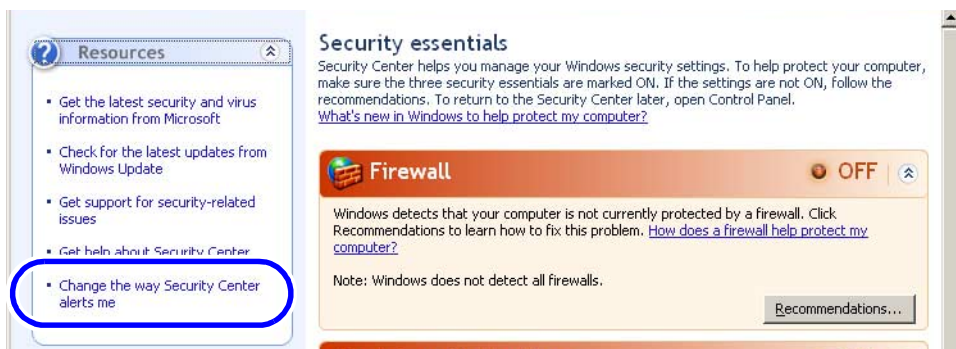 Resources
Get the latest security and virus
information from Microsoft
Check for the latest updates from
Windows Update
Get support for security-related
issues
Get help about Security Center
Change the way Security Center
alerts me
Security essentials
Security Center helps you manage your Windows security settings. To help protect your computer,
make sure the three security essentials are marked ON. If the settings are not ON, follow the
recommendations. To return to the Security Center later, open Control Panel.
What's new in Windows to help protect my computer?
Firewall
OFF
Windows detects that your computer is not currently protected by a firewall. Click
Recommendations to learn how to fix this problem. How does a firewall help protect my
computer?
Note: Windows does not detect all firewalls.
Recommendations...